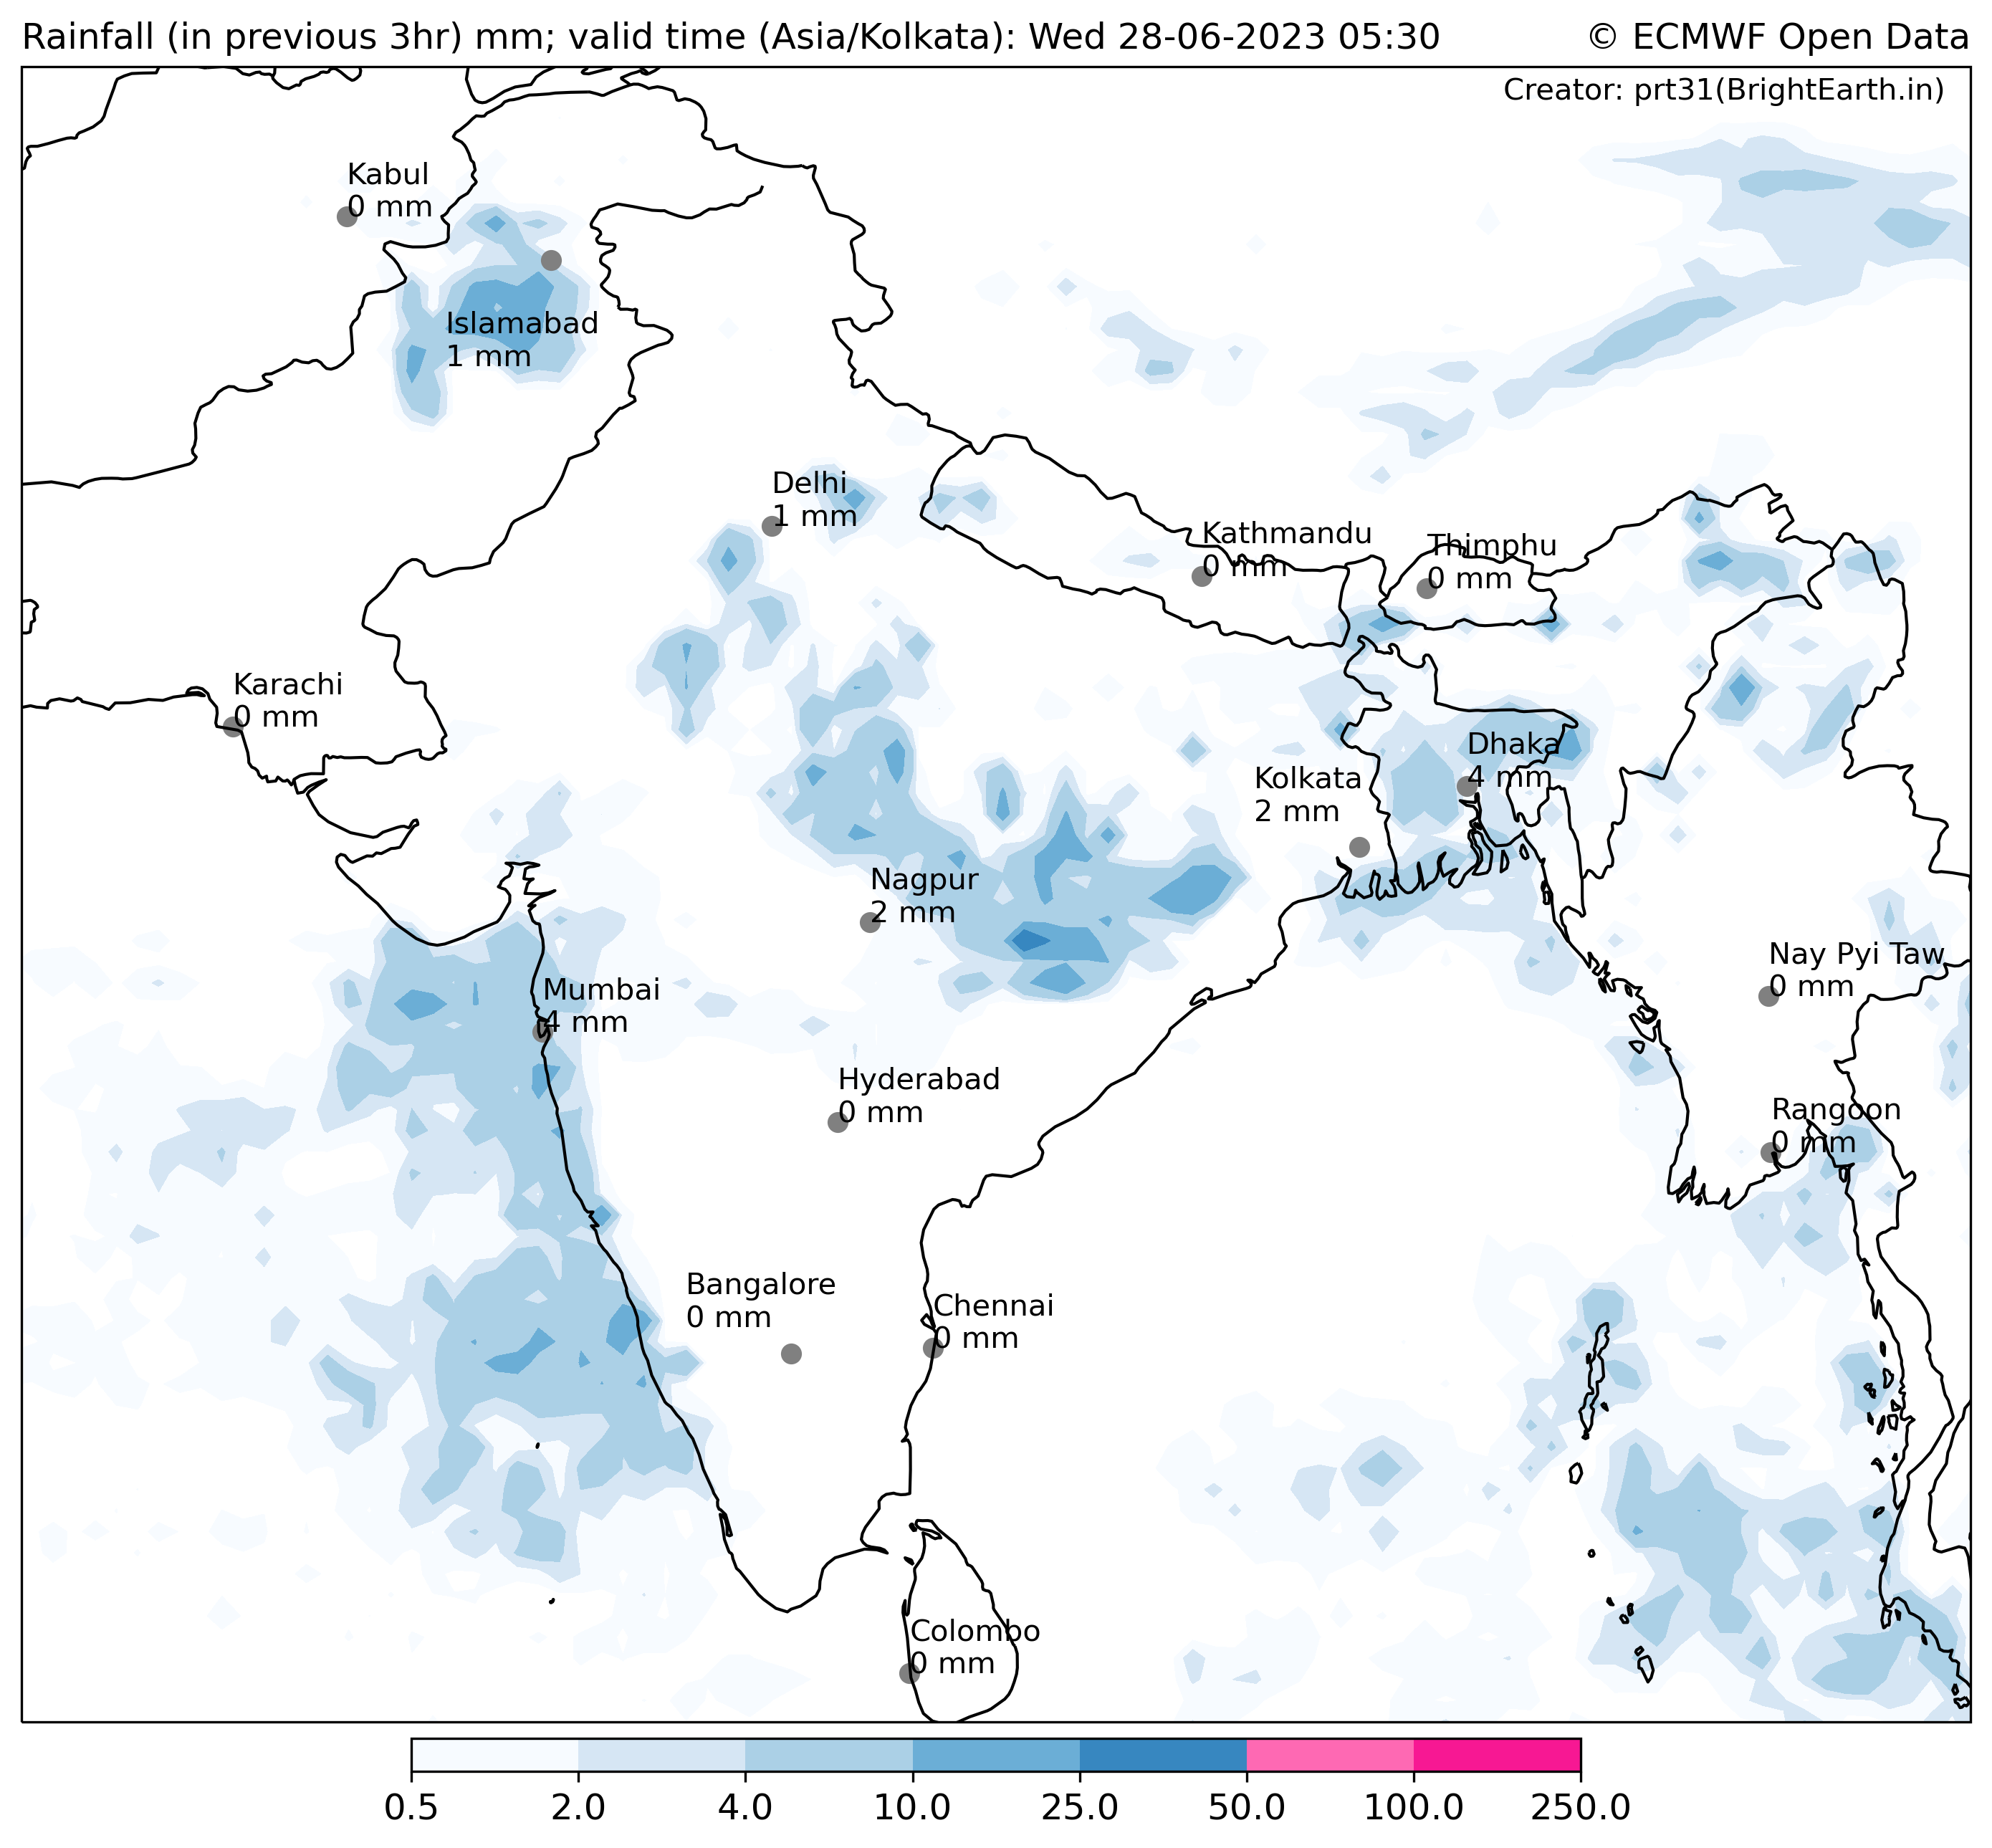 Rainfall (in previous 3hr) mm; valid time (Asia/Kolkata): Wed 28-06-2023 05:30
© ECMWF Open Data
Creator: prt31(BrightEarth.in)
Kabul
0 mm
Islamabad
1 mm
Delhi
1 mm
Kathmandu
0 mm
Thimphu
0 mm
Karachi
0 mm
Dhaka
4 mm
Kolkata
2 mm
Nagpur
2 mm
Nay Pyi Taw
0 mm
Mumbai
4 mm
Hyderabad
0 mm
Rangoon
0 mm
Bangalore
0 mm
Chennai
0 mm
Colombo
0 mm
0.5 2.0 4.0 10.0 25.0 50.0 100.0 250.0